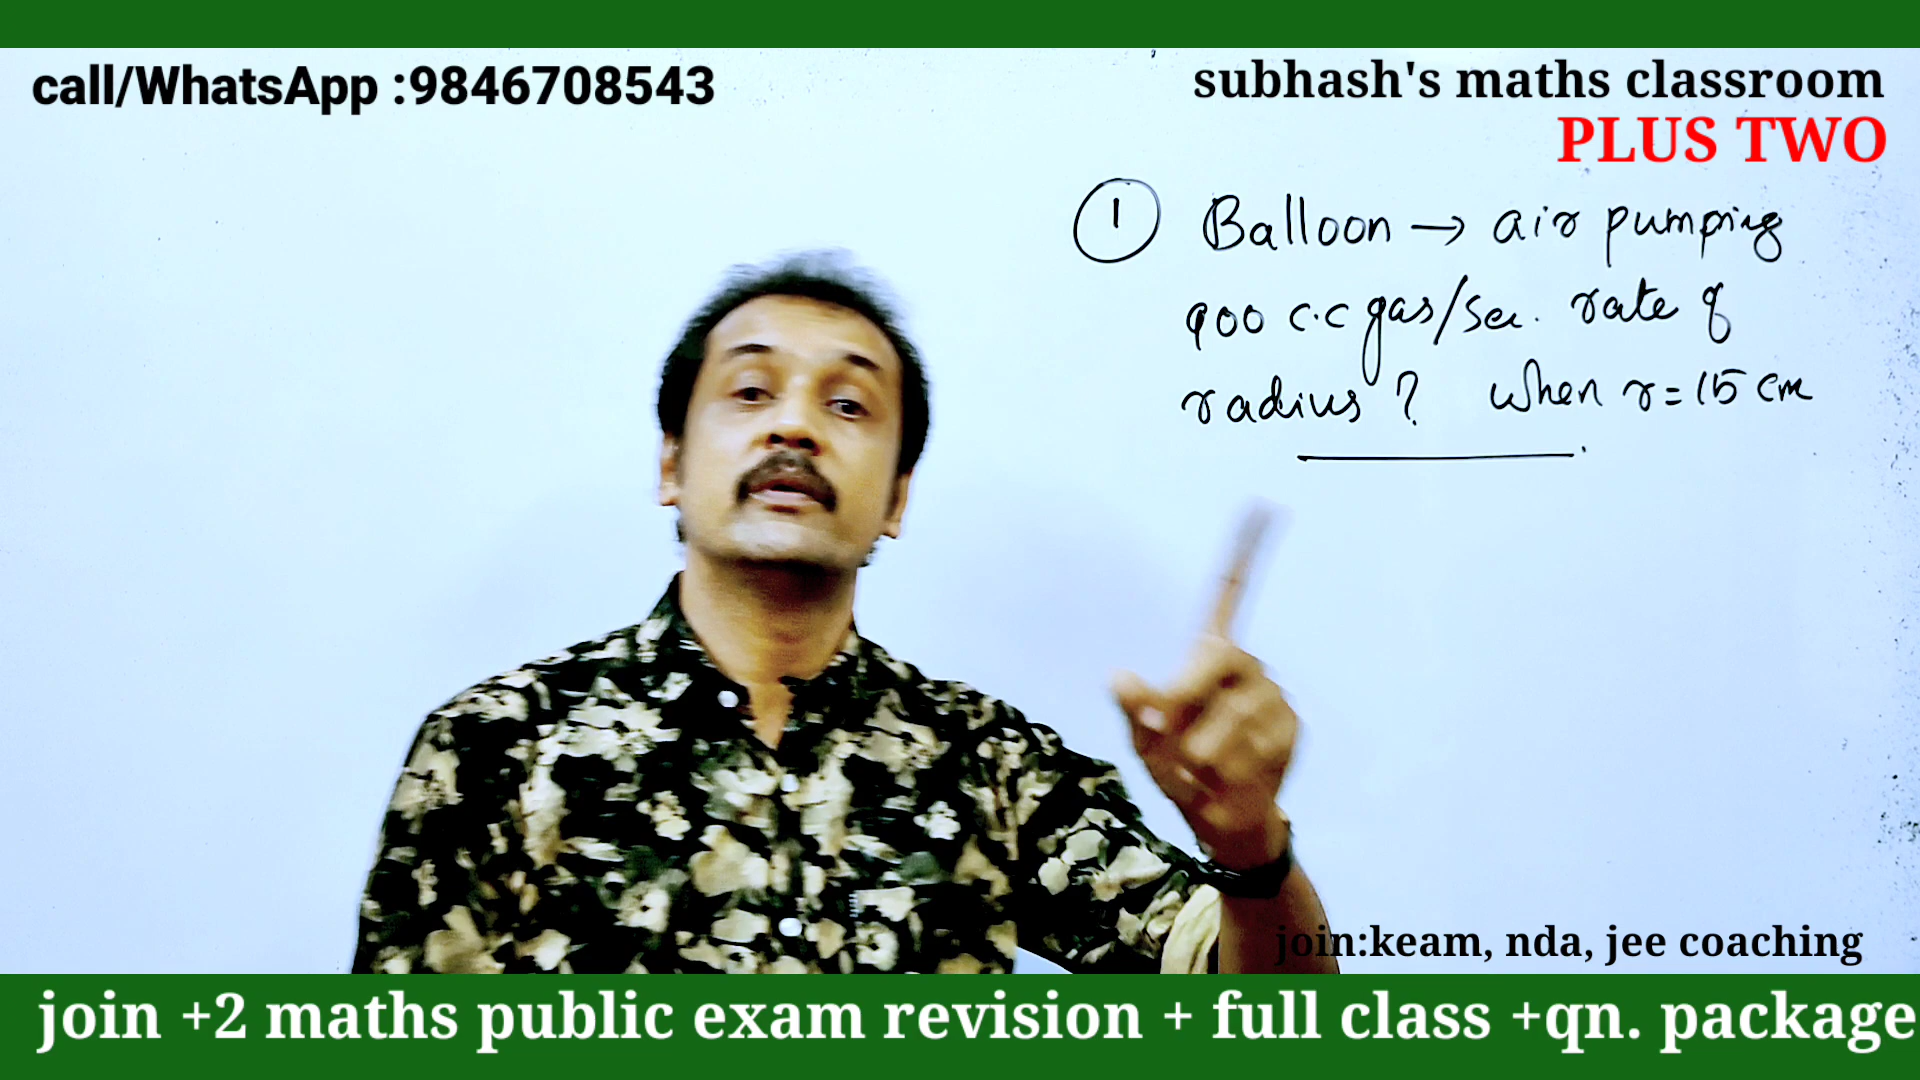 call/WhatsApp :9846708543
subhash's maths classroom
PLUS TWO
1 Balloon → air pumping
900 c.c gas/sec. rate of
radius ? when r = 15 cm
join:keam, nda, jee coaching
join +2 maths public exam revision + full class +qn. package